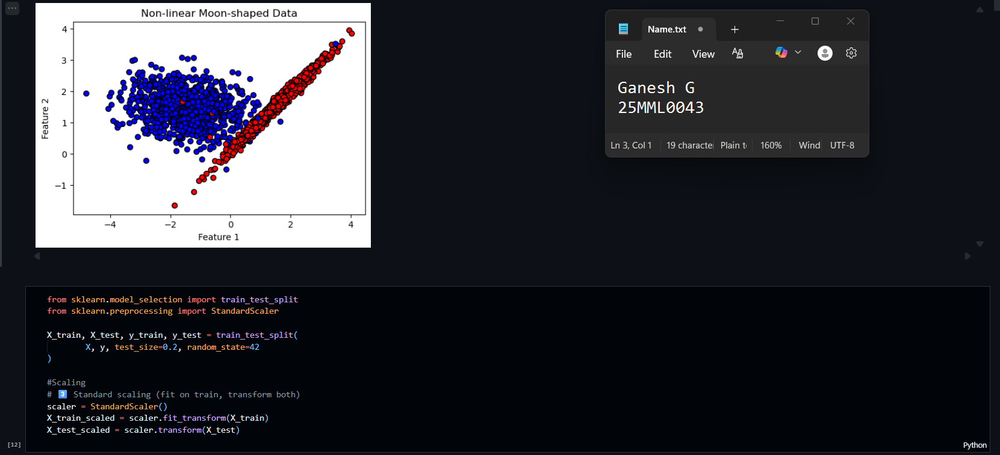 Non-linear Moon-shaped Data
4
3
2
1
0
−1
Feature 2
−4
−2
0
2
4
Feature 1
Name.txt
File Edit View
Ganesh G
25MML0043
Ln 3, Col 1 19 characte Plain t 160% Wind UTF-8
from sklearn.model_selection import train_test_split
from sklearn.preprocessing import StandardScaler
X_train, X_test, y_train, y_test = train_test_split(
X, y, test_size=0.2, random_state=42
)
#Scaling
# 3️⃣ Standard scaling (fit on train, transform both)
scaler = StandardScaler()
X_train_scaled = scaler.fit_transform(X_train)
X_test_scaled = scaler.transform(X_test)
[12]
Python